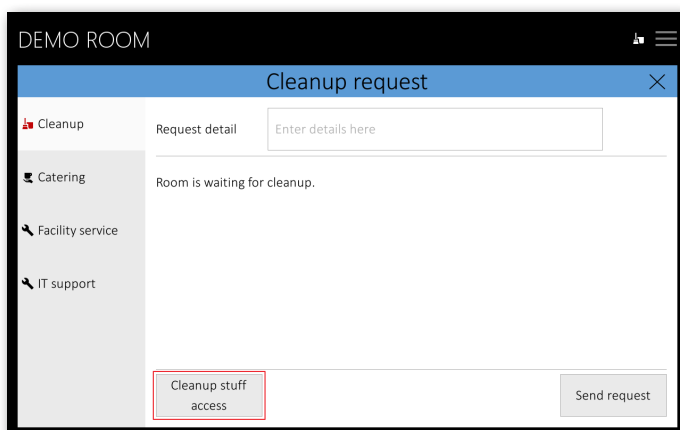 DEMO ROOM
Cleanup request
Cleanup
Request detail
Enter details here
Catering
Room is waiting for cleanup.
Facility service
IT support
Cleanup stuff
access
Send request